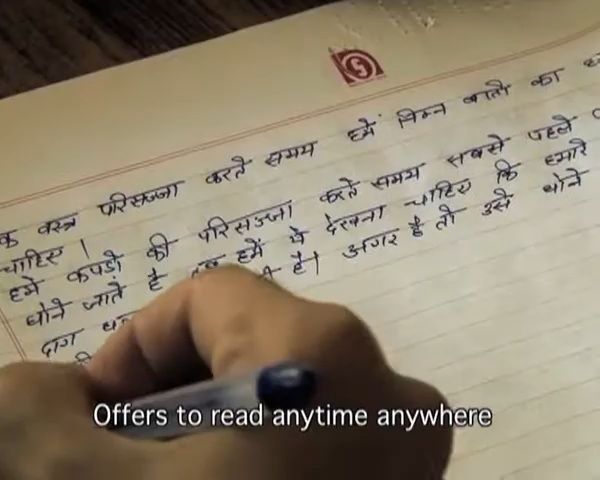 क वस्त्र परिसज्जा करते समय हमें निम्न बातों का
चाहिए।
हमें कपड़ो की परिसज्जा करते समय सबसे पहले
धोने जाते है हमें ये देखना चाहिए कि हमारे
दाग है। अगर है तो उसे धोने
Offers to read anytime anywhere